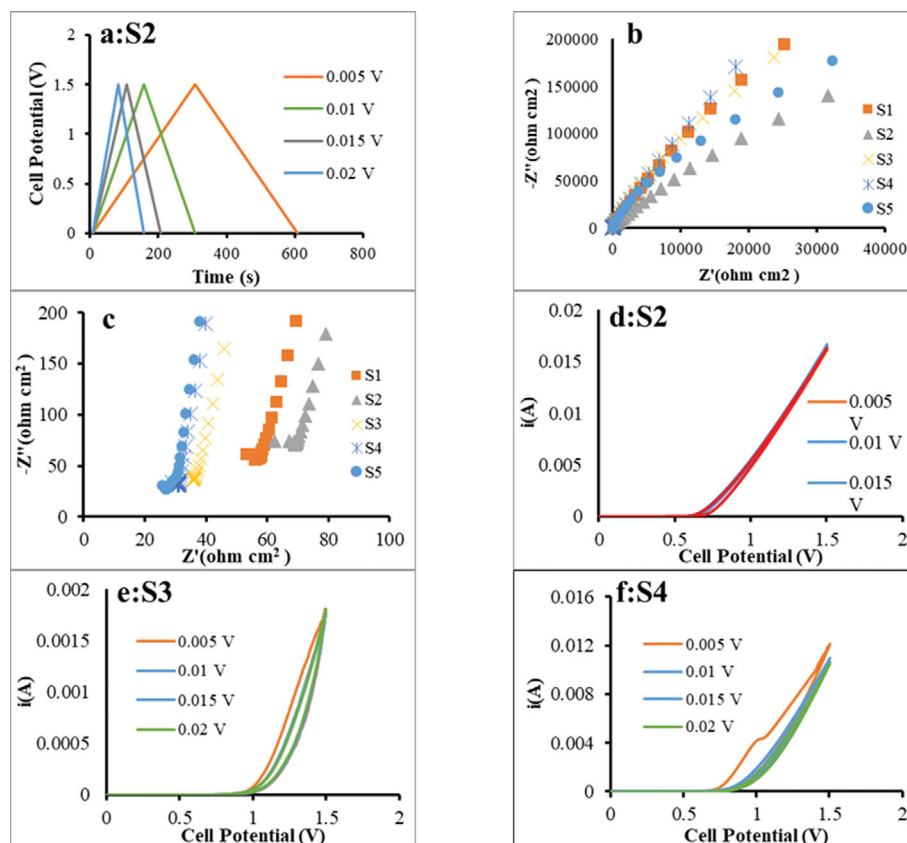 a:S2
Cell Potential (V)
2
1.5
1
0.5
0
0.005 V
0.01 V
0.015 V
0.02 V
0 200 400 600 800
Time (s)
b
-Z''(ohm cm2)
200000
150000
100000
50000
0
S1
S2
S3
S4
S5
0 10000 20000 30000 40000
Z'(ohm cm2 )
c
-Z''(ohm cm²)
200
150
100
50
0
S1
S2
S3
S4
S5
0 20 40 60 80 100
Z'(ohm cm² )
d:S2
i(A)
0.02
0.015
0.01
0.005
0
0.005
V
0.01 V
0.015
V
0 0.5 1 1.5 2
Cell Potential (V)
e:S3
i(A)
0.002
0.0015
0.001
0.0005
0
0.005 V
0.01 V
0.015 V
0.02 V
0 0.5 1 1.5 2
Cell Potential (V)
f:S4
i(A)
0.016
0.012
0.008
0.004
0
0.005 V
0.01 V
0.015 V
0.02 V
0 0.5 1 1.5 2
Cell Potential (V)